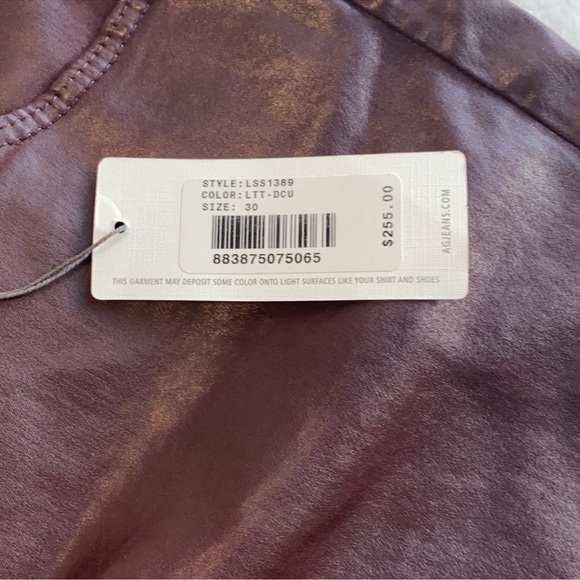 STYLE:LSS1389
COLOR:LTT-DCU
SIZE: 30
883875075065
$255.00
AGJEANS.COM
THIS GARMENT MAY DEPOSIT SOME COLOR ONTO LIGHT SURFACES LIKE YOUR SHIRT AND SHOES